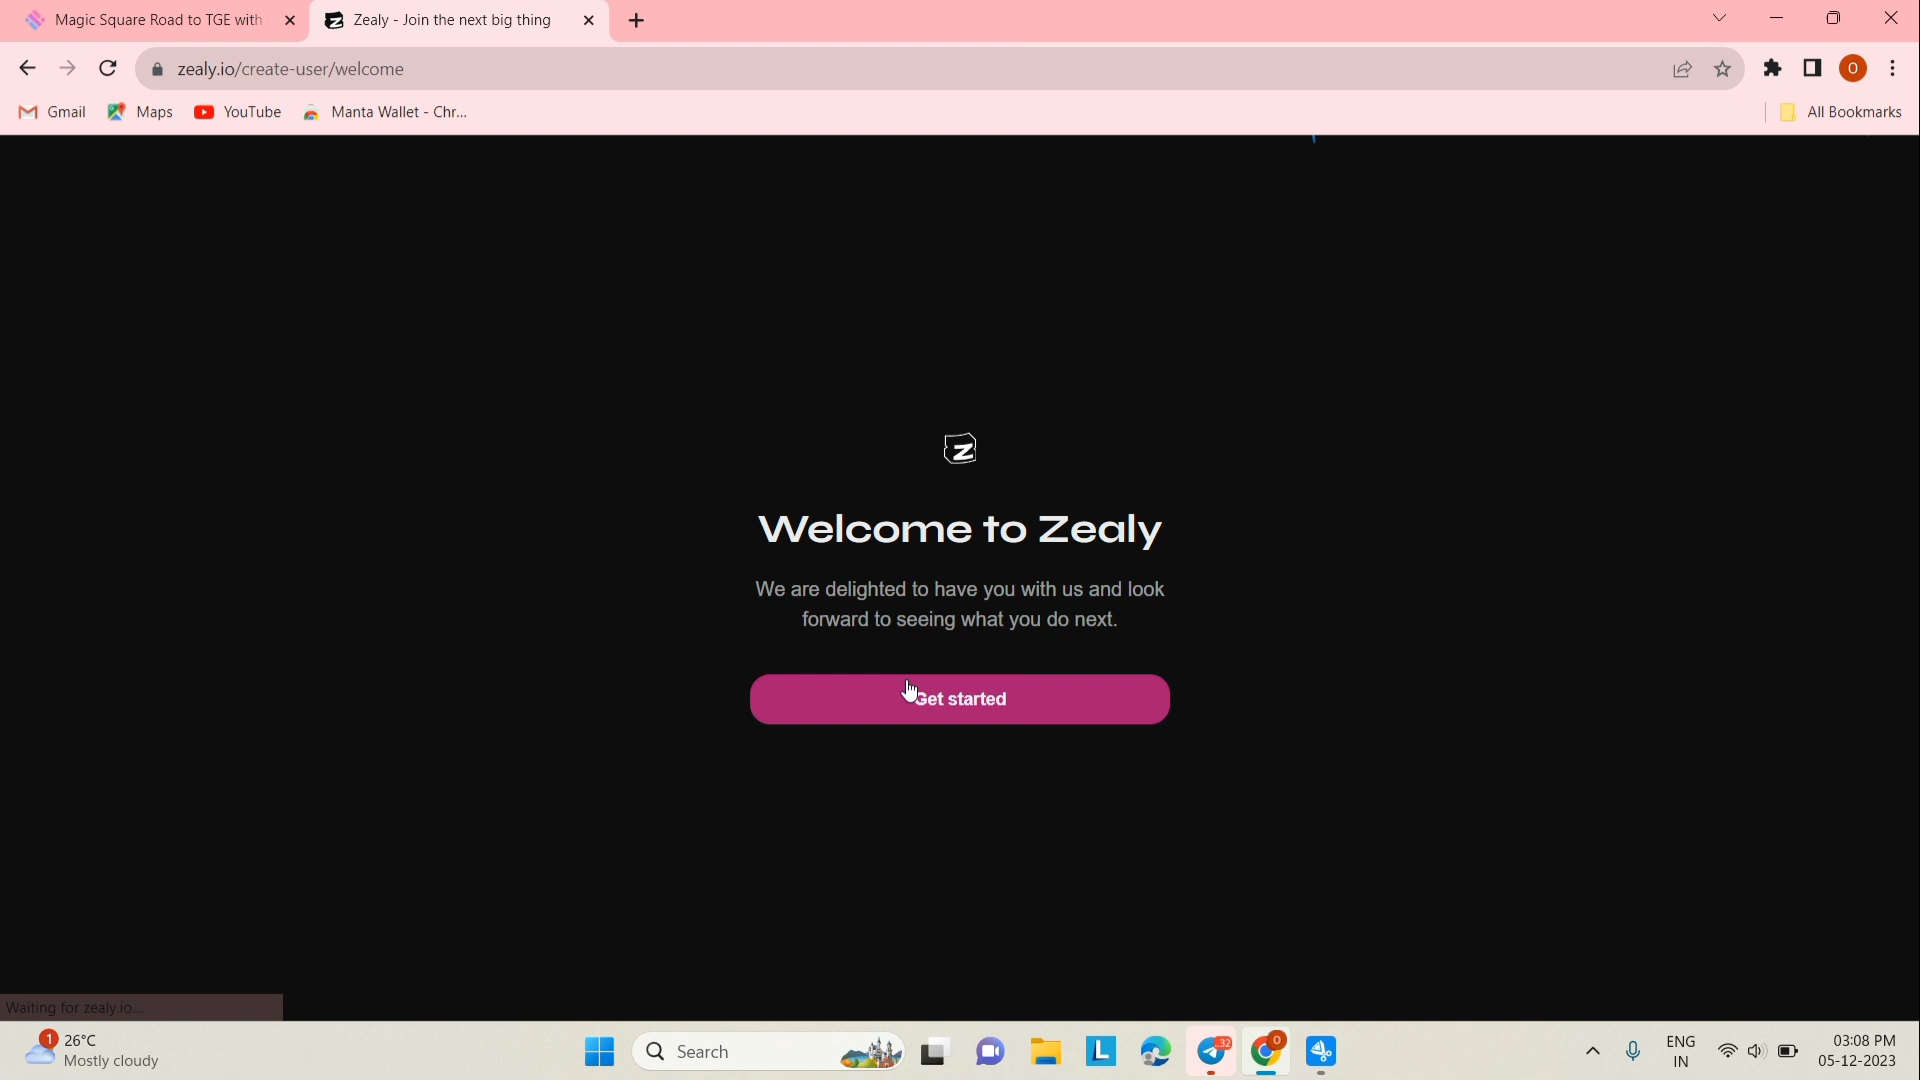 Magic Square Road to TGE with
Zealy - Join the next big thing
zealy.io/create-user/welcome
O
Gmail
Maps
YouTube
Manta Wallet - Chr...
All Bookmarks
Z
Welcome to Zealy
We are delighted to have you with us and look
forward to seeing what you do next.
Get started
Waiting for zealy.io...
1
26°C
Mostly cloudy
Search
L
32
O
ENG
IN
03:08 PM
05-12-2023